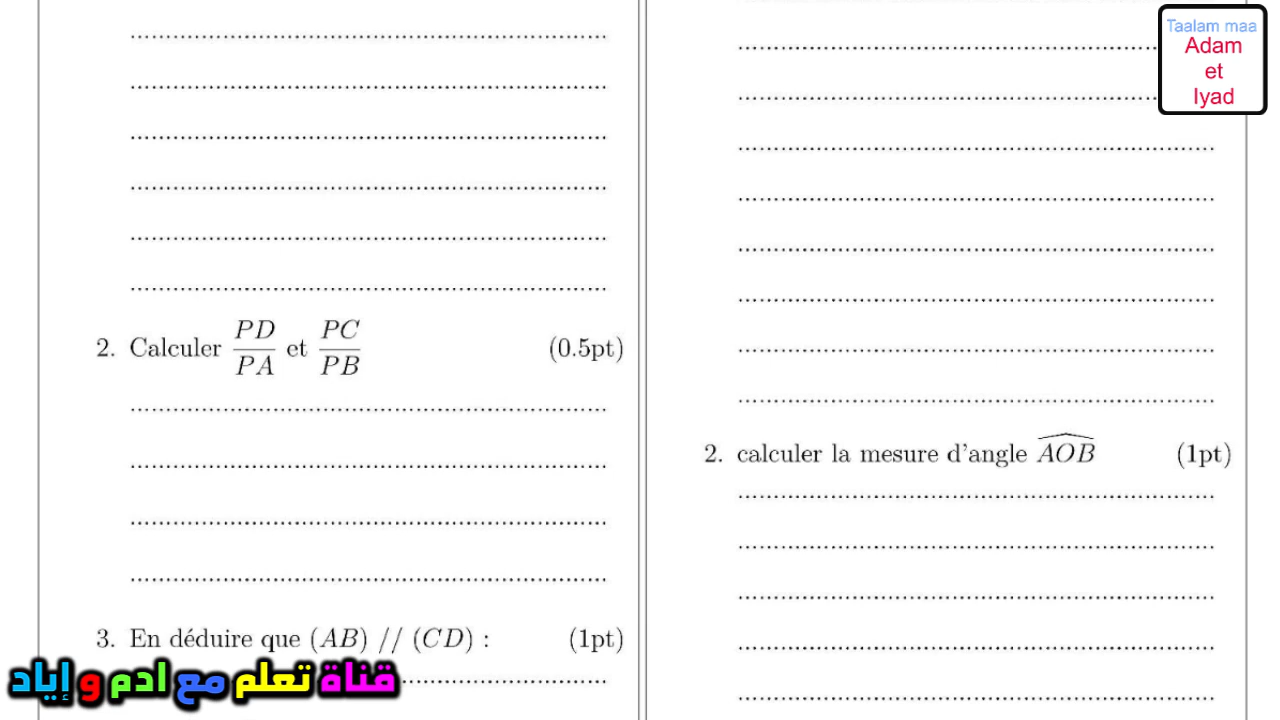 2. Calculer PD/PA et PC/PB (0.5pt)
3. En déduire que (AB) // (CD) : (1pt)
Taalam maa
Adam
et
Iyad
2. calculer la mesure d'angle \widehat{AOB} (1pt)
قناة تعلم مع ادم و إياد